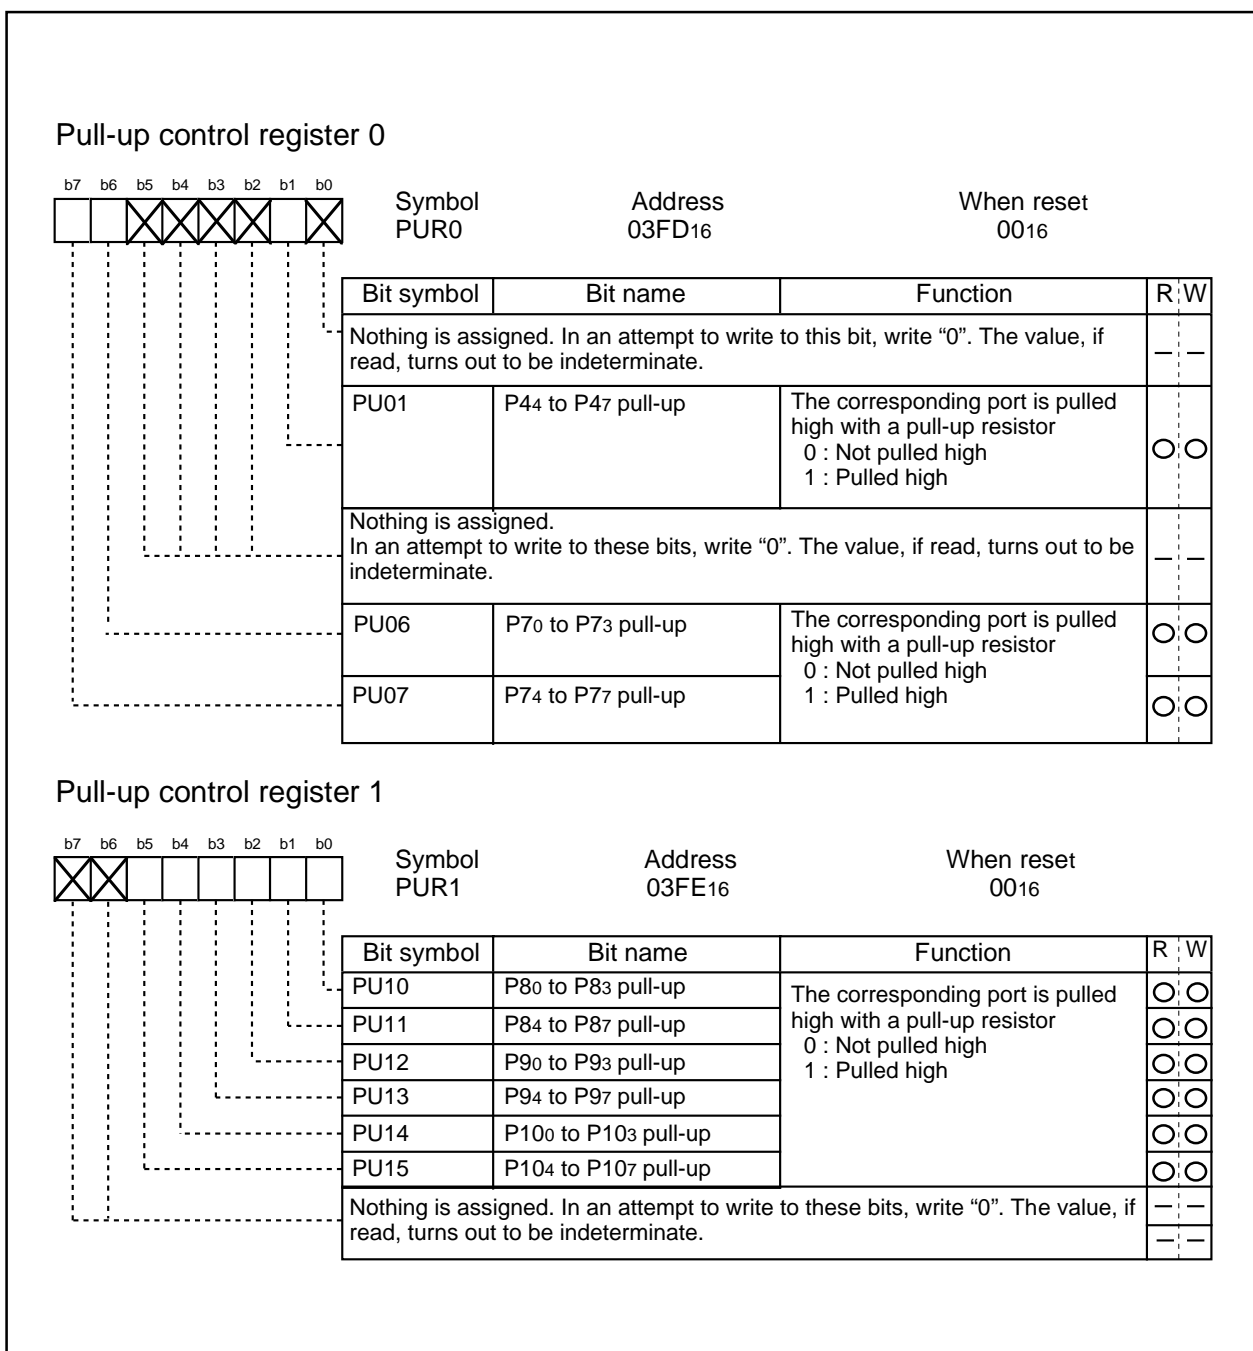 Pull-up control register 0
b7 b6 b5 b4 b3 b2 b1 b0
Symbol Address When reset
PUR0 03FD16 0016
Bit symbol Bit name Function R W
Nothing is assigned. In an attempt to write to this bit, write “0”. The value, if
read, turns out to be indeterminate.
— —
PU01 P44 to P47 pull-up The corresponding port is pulled
high with a pull-up resistor
0 : Not pulled high
1 : Pulled high
Nothing is assigned.
In an attempt to write to these bits, write “0”. The value, if read, turns out to be
indeterminate.
— —
PU06 P70 to P73 pull-up The corresponding port is pulled
high with a pull-up resistor
0 : Not pulled high
PU07 P74 to P77 pull-up 1 : Pulled high
Pull-up control register 1
b7 b6 b5 b4 b3 b2 b1 b0
Symbol Address When reset
PUR1 03FE16 0016
Bit symbol Bit name Function R W
PU10 P80 to P83 pull-up The corresponding port is pulled
PU11 P84 to P87 pull-up high with a pull-up resistor
0 : Not pulled high
PU12 P90 to P93 pull-up 1 : Pulled high
PU13 P94 to P97 pull-up
PU14 P100 to P103 pull-up
PU15 P104 to P107 pull-up
Nothing is assigned. In an attempt to write to these bits, write “0”. The value, if
read, turns out to be indeterminate.
— —
— —